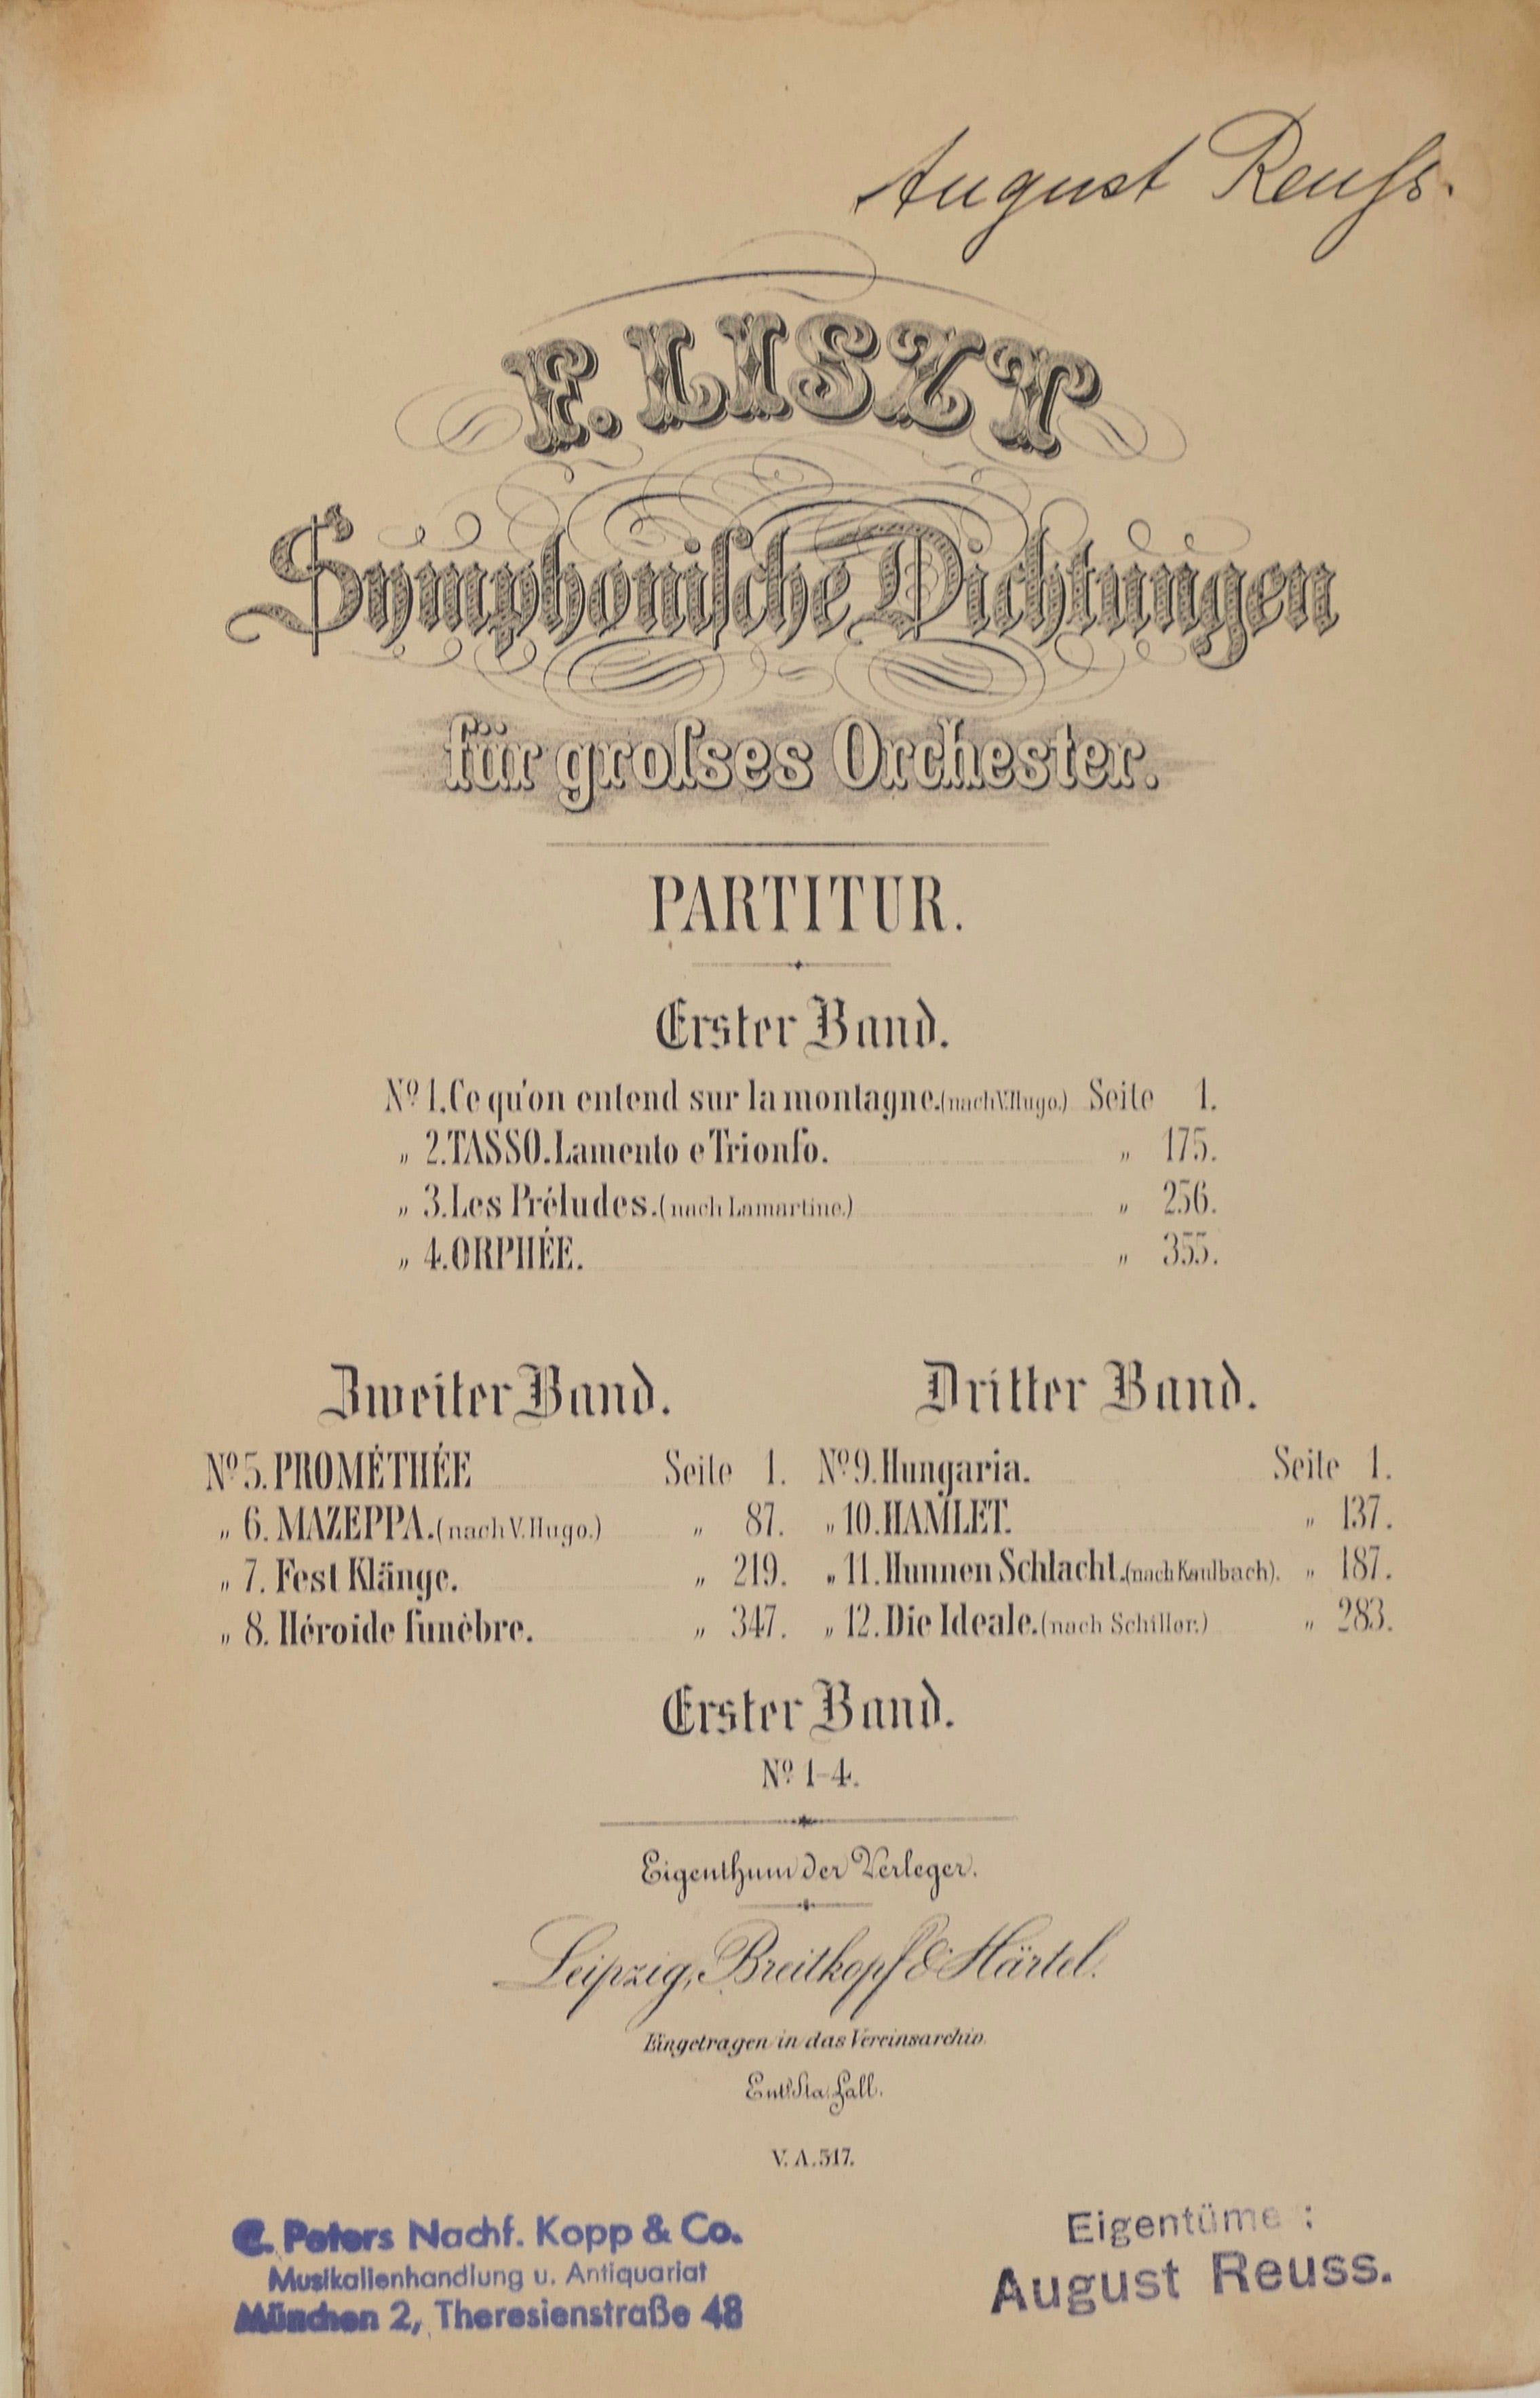 August Reuſs.
F. LISZT
Symphoniſche Dichtungen
für groſses Orchester.
PARTITUR.
Erster Band.
Nº 1. Ce qu'on entend sur la montagne. (nach V. Hugo.) Seite 1.
„ 2. TASSO. Lamento e Trionfo. „ 175.
„ 3. Les Préludes. (nach Lamartine.) „ 256.
„ 4. ORPHÉE. „ 355.
Zweiter Band.
Nº 5. PROMÉTHÉE Seite 1.
„ 6. MAZEPPA. (nach V. Hugo.) „ 87.
„ 7. Fest Klänge. „ 219.
„ 8. Héroide funèbre. „ 347.
Dritter Band.
Nº 9. Hungaria. Seite 1.
„ 10. HAMLET. „ 137.
„ 11. Hunnen Schlacht. (nach Kaulbach). „ 187.
„ 12. Die Ideale. (nach Schiller.) „ 283.
Erster Band.
Nº 1-4.
Eigenthum der Verleger.
Leipzig, Breitkopf & Härtel.
Eingetragen in das Vereinsarchiv.
Entd Sta. Hall.
V. A. 517.
C. Peters Nachf. Kopp & Co.
Musikalienhandlung u. Antiquariat
München 2, Theresienstraße 48
Eigentümer :
August Reuss.